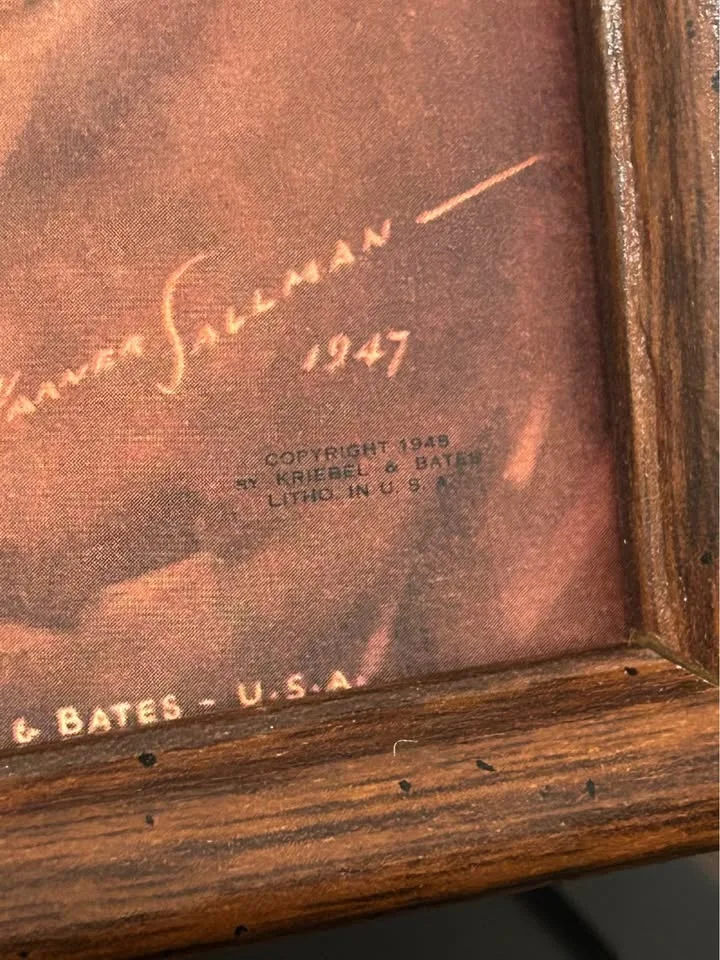 WARNER SALLMAN —
1947
COPYRIGHT 1948
BY KRIEBEL & BATES
LITHO. IN U. S. A.
& BATES - U.S.A.